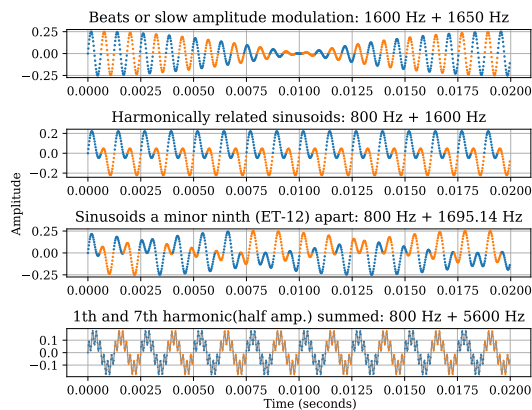 Beats or slow amplitude modulation: 1600 Hz + 1650 Hz
0.25
0.00
−0.25
0.0000 0.0025 0.0050 0.0075 0.0100 0.0125 0.0150 0.0175 0.0200
Harmonically related sinusoids: 800 Hz + 1600 Hz
0.2
0.0
−0.2
0.0000 0.0025 0.0050 0.0075 0.0100 0.0125 0.0150 0.0175 0.0200
Amplitude
Sinusoids a minor ninth (ET-12) apart: 800 Hz + 1695.14 Hz
0.25
0.00
−0.25
0.0000 0.0025 0.0050 0.0075 0.0100 0.0125 0.0150 0.0175 0.0200
1th and 7th harmonic(half amp.) summed: 800 Hz + 5600 Hz
0.1
0.0
−0.1
0.0000 0.0025 0.0050 0.0075 0.0100 0.0125 0.0150 0.0175 0.0200
Time (seconds)